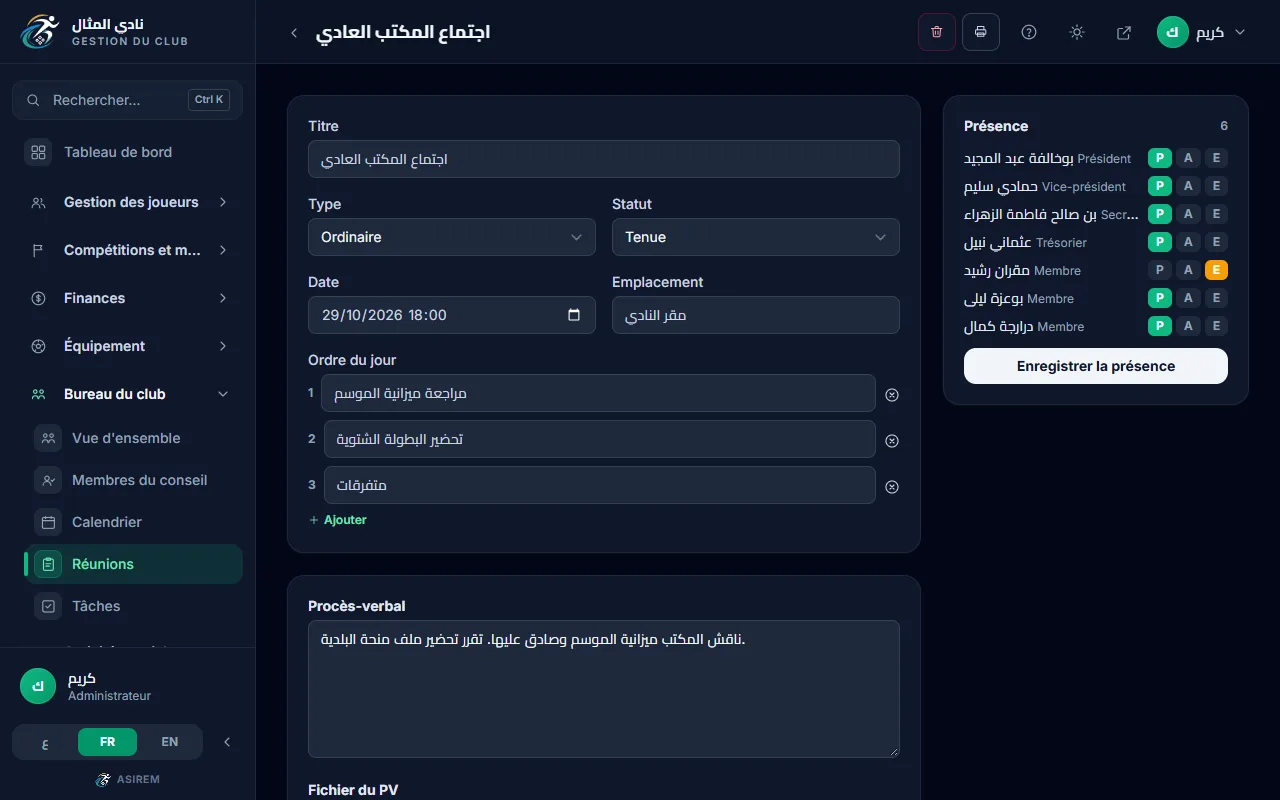 نادي المثال
GESTION DU CLUB
Rechercher...
Ctrl K
Tableau de bord
Gestion des joueurs
Compétitions et m...
Finances
Équipement
Bureau du club
Vue d'ensemble
Membres du conseil
Calendrier
Réunions
Tâches
كريم
Administrateur
ع FR EN
ASIREM
اجتماع المكتب العادي
ك كريم
Titre
اجتماع المكتب العادي
Type
Ordinaire
Statut
Tenue
Date
29/10/2026 18:00
Emplacement
مقر النادي
Ordre du jour
1 مراجعة ميزانية الموسم
2 تحضير البطولة الشتوية
3 متفرقات
+ Ajouter
Procès-verbal
ناقش المكتب ميزانية الموسم وصادق عليها. تقرر تحضير ملف منحة البلدية.
Fichier du PV
Présence 6
بوخالفة عبد المجيد Président P A E
حمادي سليم Vice-président P A E
بن صالح فاطمة الزهراء Secr... P A E
عثماني نبيل Trésorier P A E
مقران رشيد Membre P A E
بوعزة ليلى Membre P A E
درارجة كمال Membre P A E
Enregistrer la présence